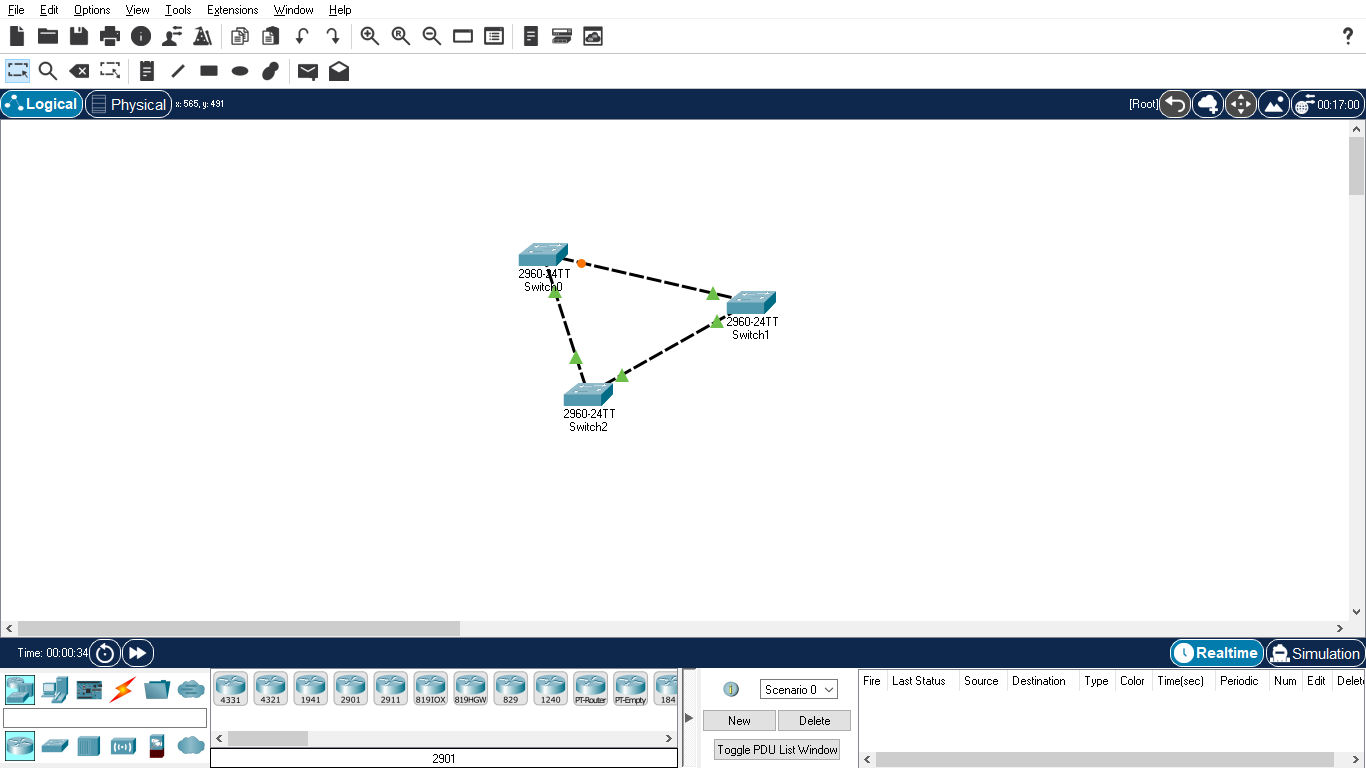 File Edit Options View Tools Extensions Window Help
?
Logical Physical x: 565, y: 491 [Root] 00:17:00
2960-24TT
Switch0
2960-24TT
Switch1
2960-24TT
Switch2
Time: 00:00:34 Realtime Simulation
4331 4321 1941 2901 2911 819IOX 819HGW 829 1240 PT-Router PT-Empty 184
2901
Scenario 0
New Delete
Toggle PDU List Window
Fire Last Status Source Destination Type Color Time(sec) Periodic Num Edit Delete